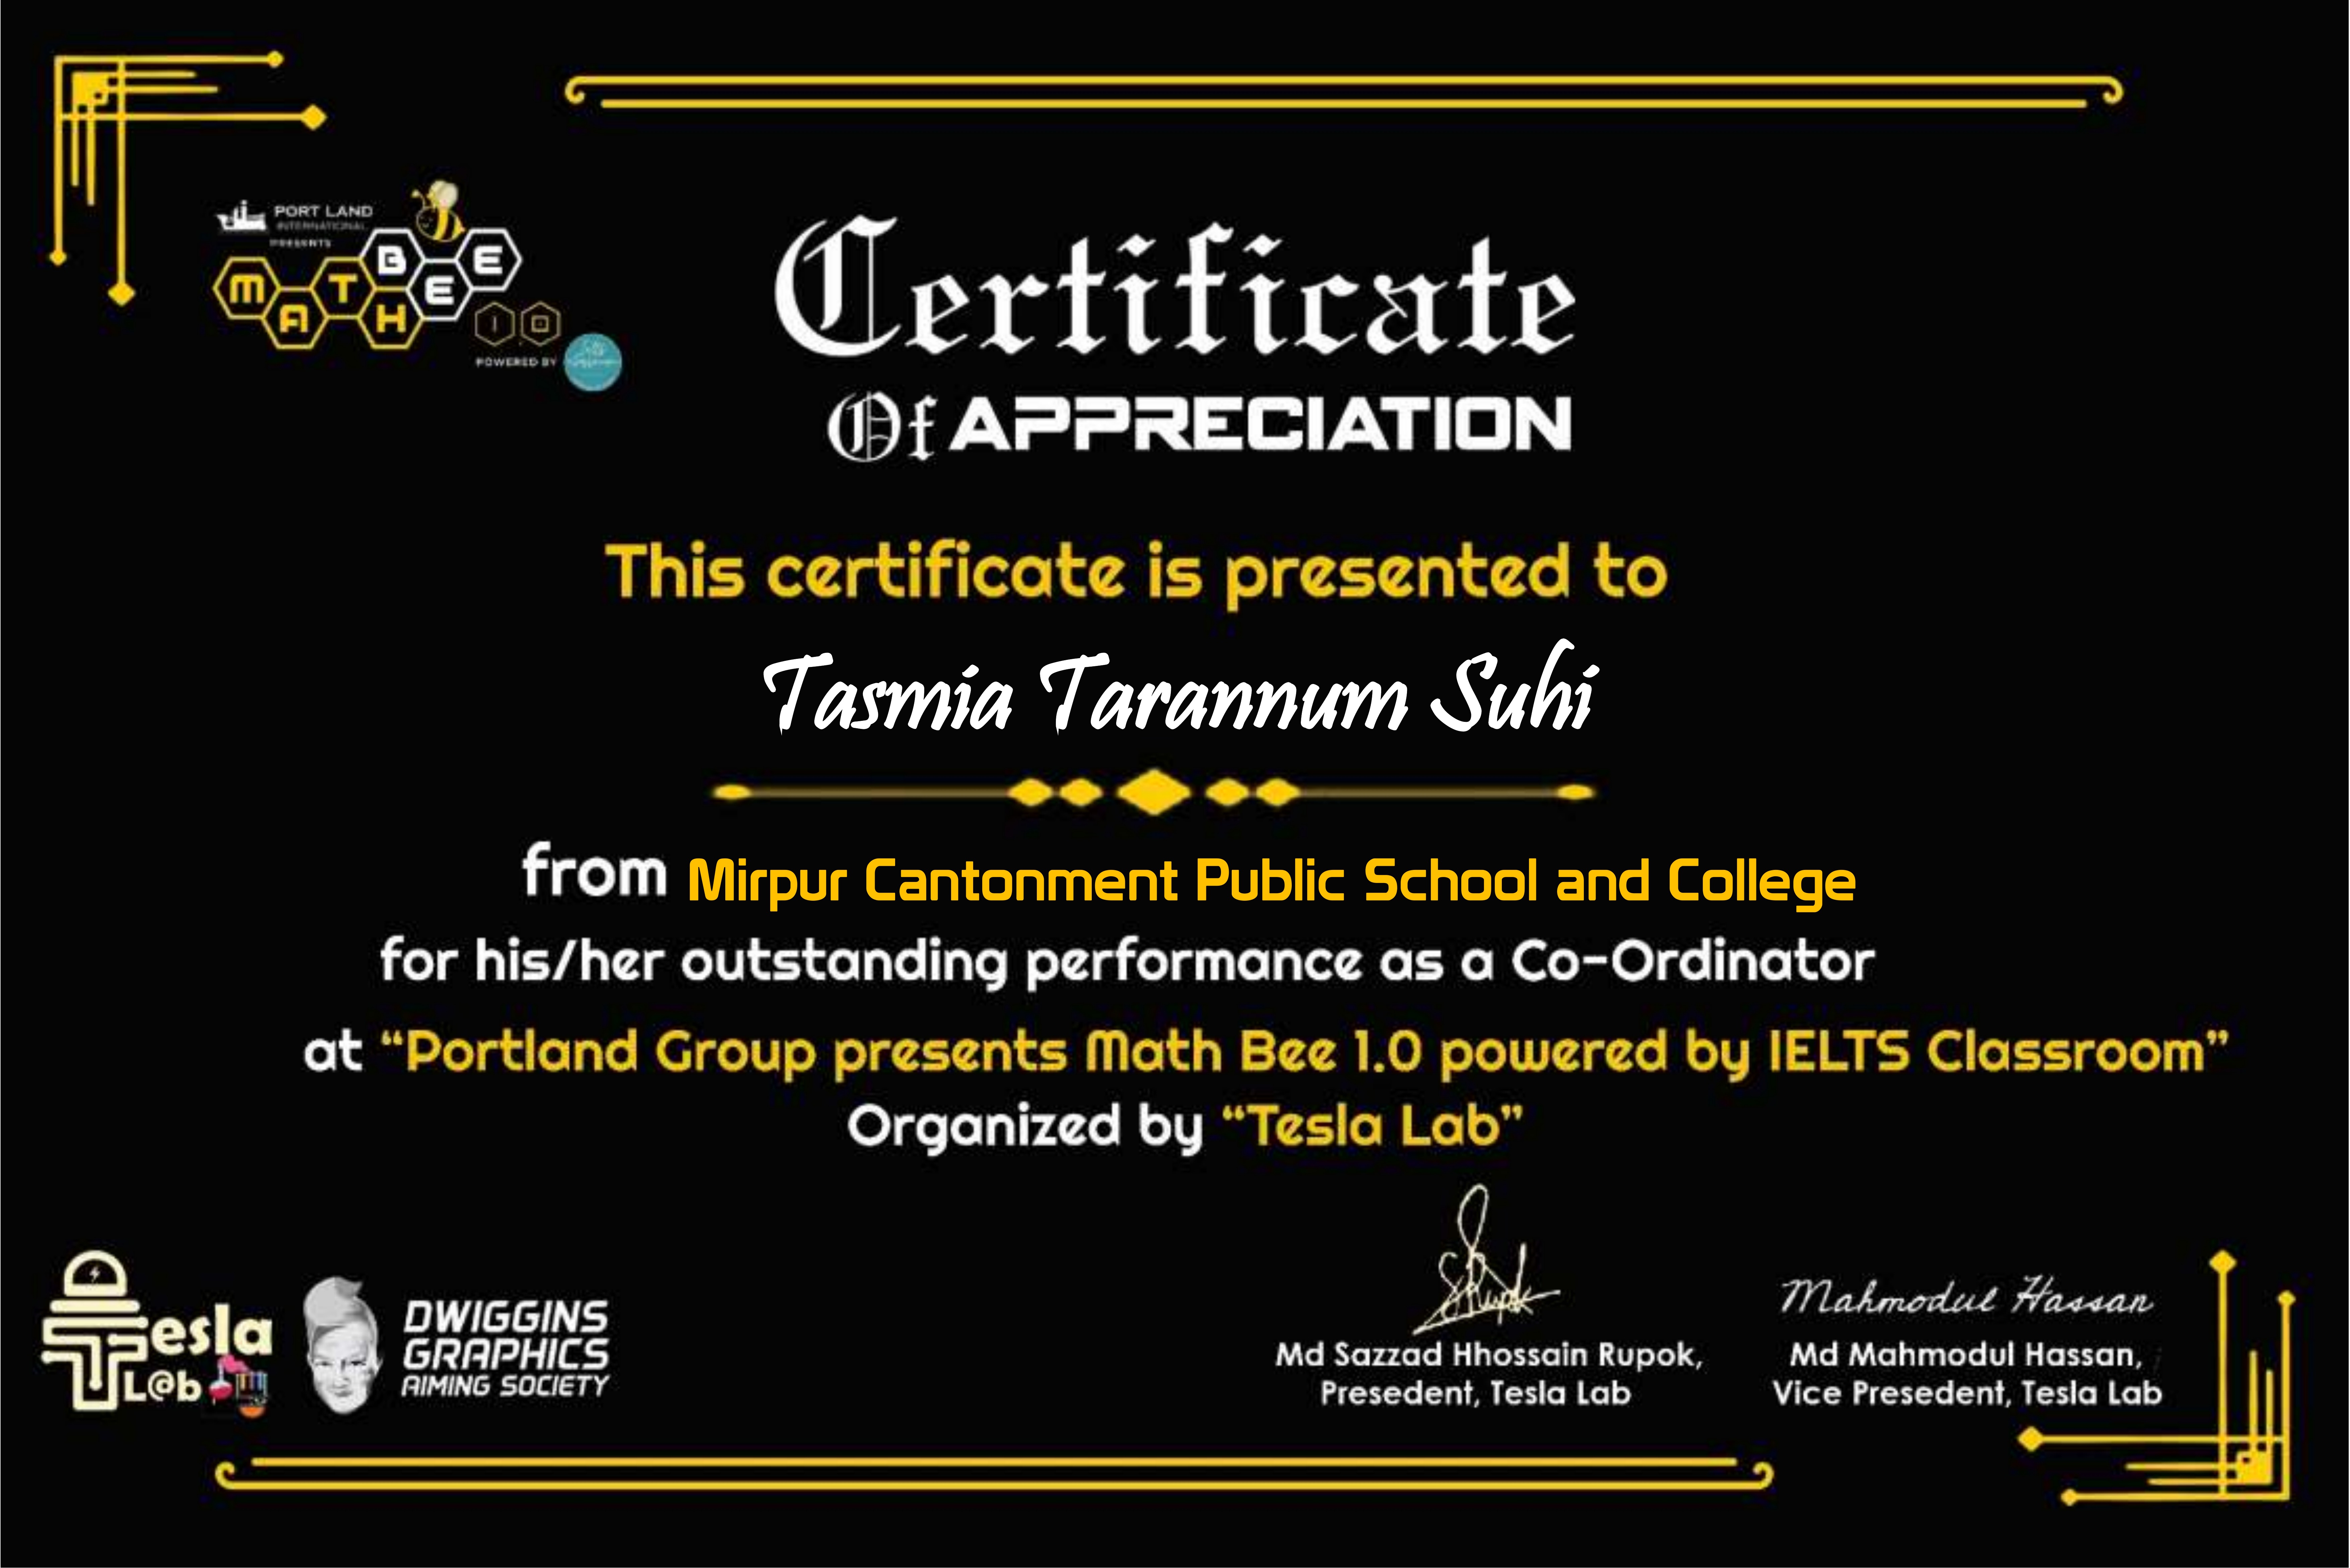 PORT LAND
INTERNATIONAL
PRESENTS
MATH BEE
1.0
POWERED BY
Certificate
Of APPRECIATION
This certificate is presented to
Tasmia Tarannum Suhi
from Mirpur Cantonment Public School and College
for his/her outstanding performance as a Co-Ordinator
at “Portland Group presents Math Bee 1.0 powered by IELTS Classroom”
Organized by “Tesla Lab”
Tesla
L@b
DWIGGINS
GRAPHICS
AIMING SOCIETY
Md Sazzad Hhossain Rupok,
Presedent, Tesla Lab
Mahmodul Hassan
Md Mahmodul Hassan,
Vice Presedent, Tesla Lab